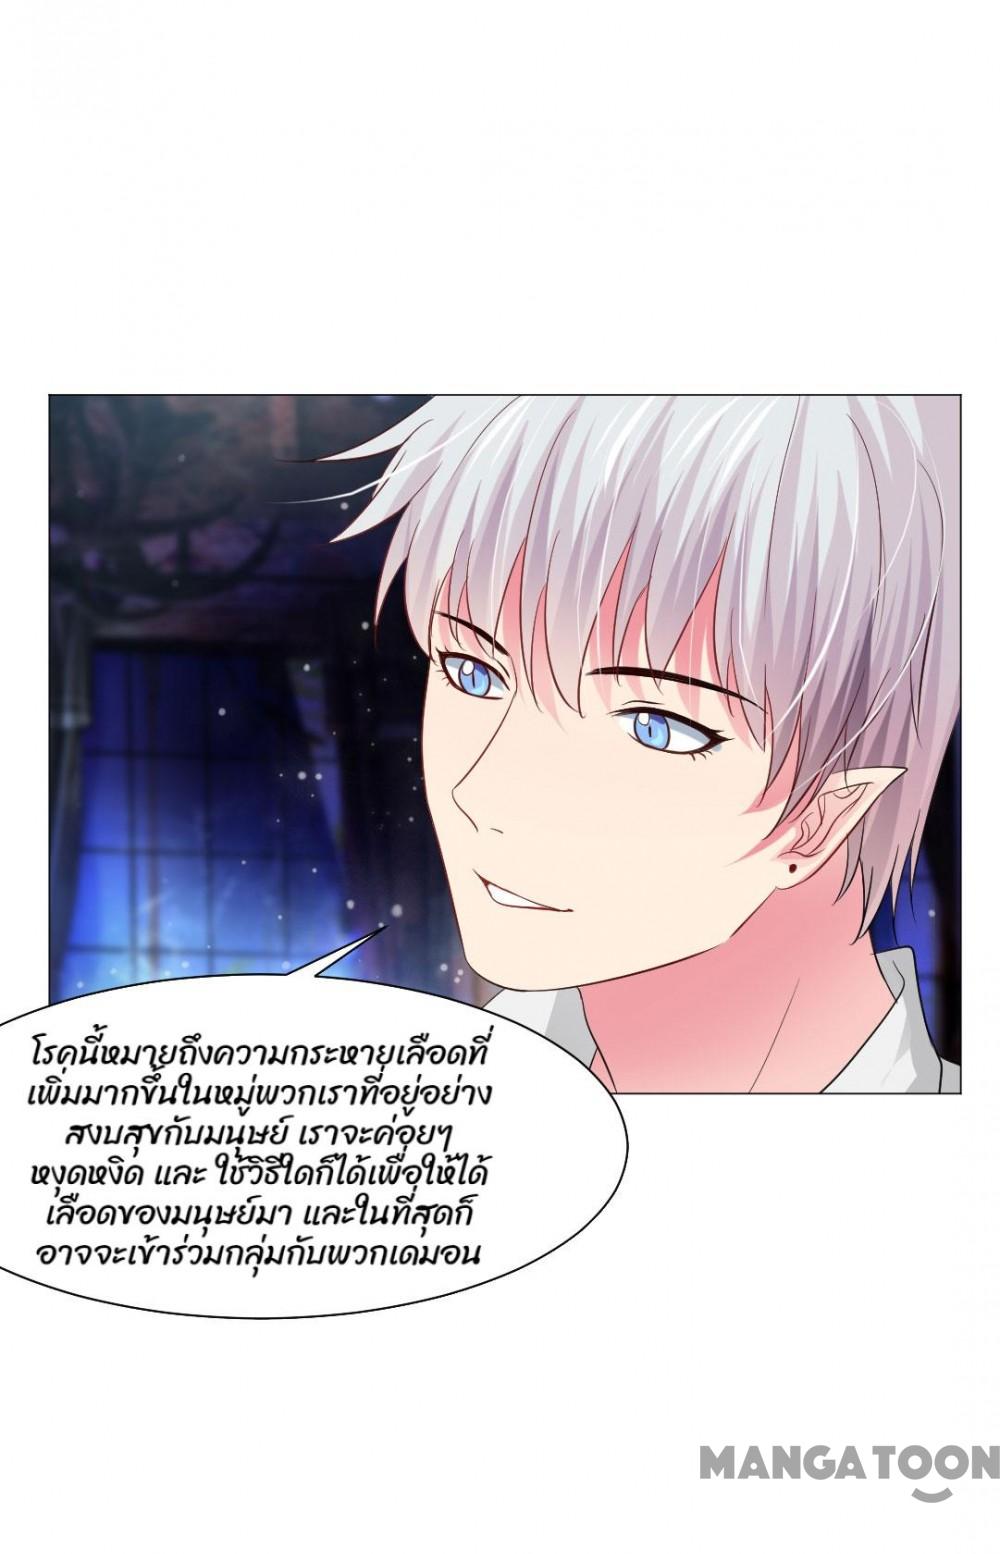 โรคนี้หมายถึงความกระหายเลือดที่
เพิ่มมากขึ้นในหมู่พวกเราที่อยู่อย่าง
สงบสุขกับมนุษย์ เราจะค่อยๆ
หงุดหงิด และ ใช้วิธีใดก็ได้เพื่อให้ได้
เลือดของมนุษย์มา และในที่สุดก็
อาจจะเข้าร่วมกลุ่มกับพวกเดมอน
MANGATOON